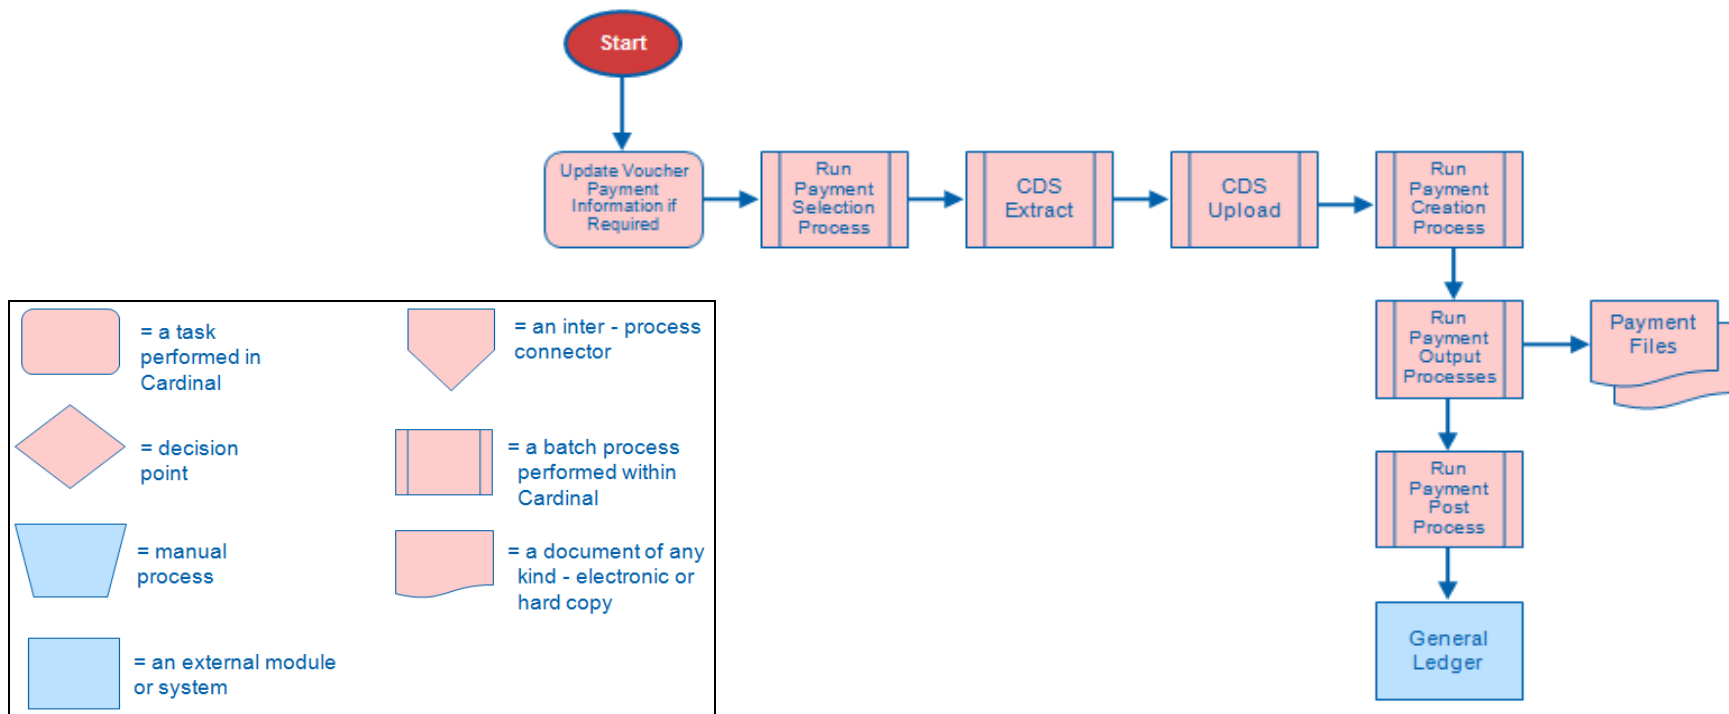 Start
Update Voucher
Payment
Information if
Required
Run
Payment
Selection
Process
CDS
Extract
CDS
Upload
Run
Payment
Creation
Process
Run
Payment
Output
Processes
Payment
Files
Run
Payment
Post
Process
General
Ledger
= a task
performed in
Cardinal
= an inter - process
connector
= decision
point
= a batch process
performed within
Cardinal
= manual
process
= a document of any
kind - electronic or
hard copy
= an external module
or system